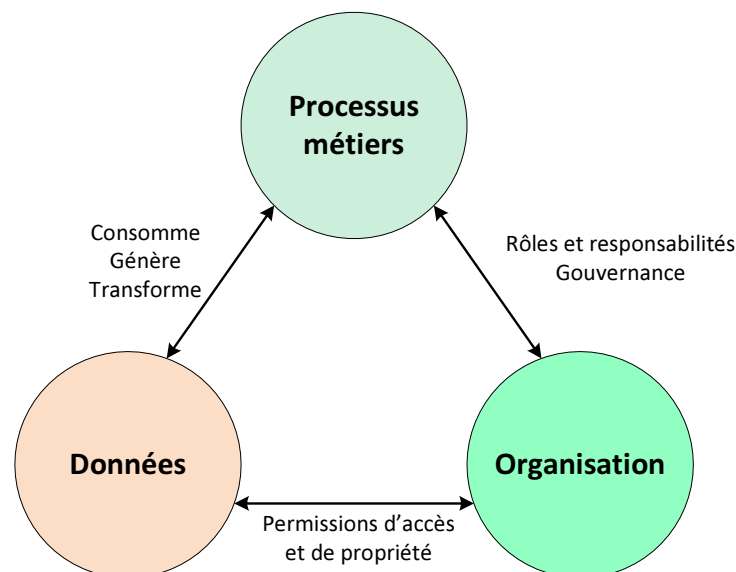 Processus
métiers
Consomme
Génère
Transforme
Rôles et responsabilités
Gouvernance
Données
Organisation
Permissions d’accès
et de propriété